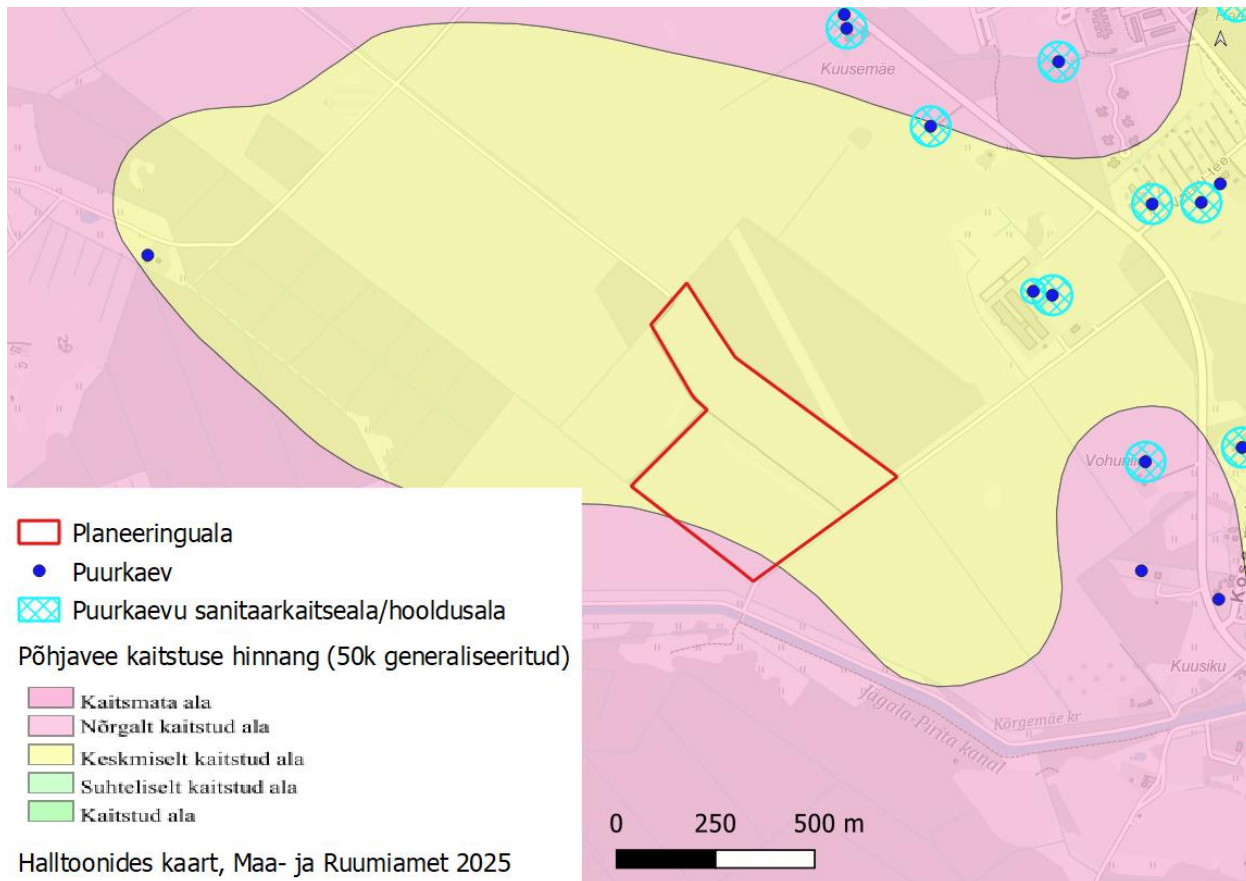 Kuusemäe
Kose
Kuusiku
Jägala-Pirita kanal
Kõrgemäe kr
Planeeringuala
Puurkaev
Puurkaevu sanitaarkaitseala/hooldusala
Põhjavee kaitstuse hinnang (50k generaliseeritud)
Kaitsmata ala
Nõrgalt kaitstud ala
Keskmiselt kaitstud ala
Suhteliselt kaitstud ala
Kaitstud ala
Halltoonides kaart, Maa- ja Ruumiamet 2025
0 250 500 m